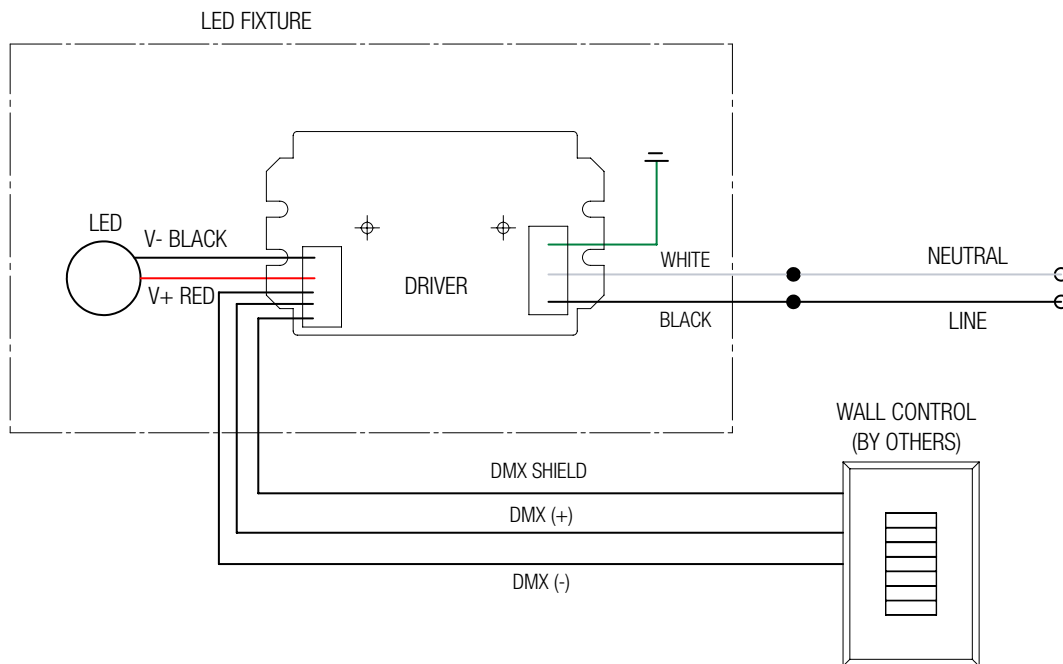 LED FIXTURE
LED
V- BLACK
V+ RED
DRIVER
WHITE
BLACK
NEUTRAL
LINE
WALL CONTROL
(BY OTHERS)
DMX SHIELD
DMX (+)
DMX (-)